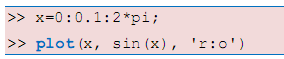 >> x=0:0.1:2*pi;
>> plot(x, sin(x), 'r:o')